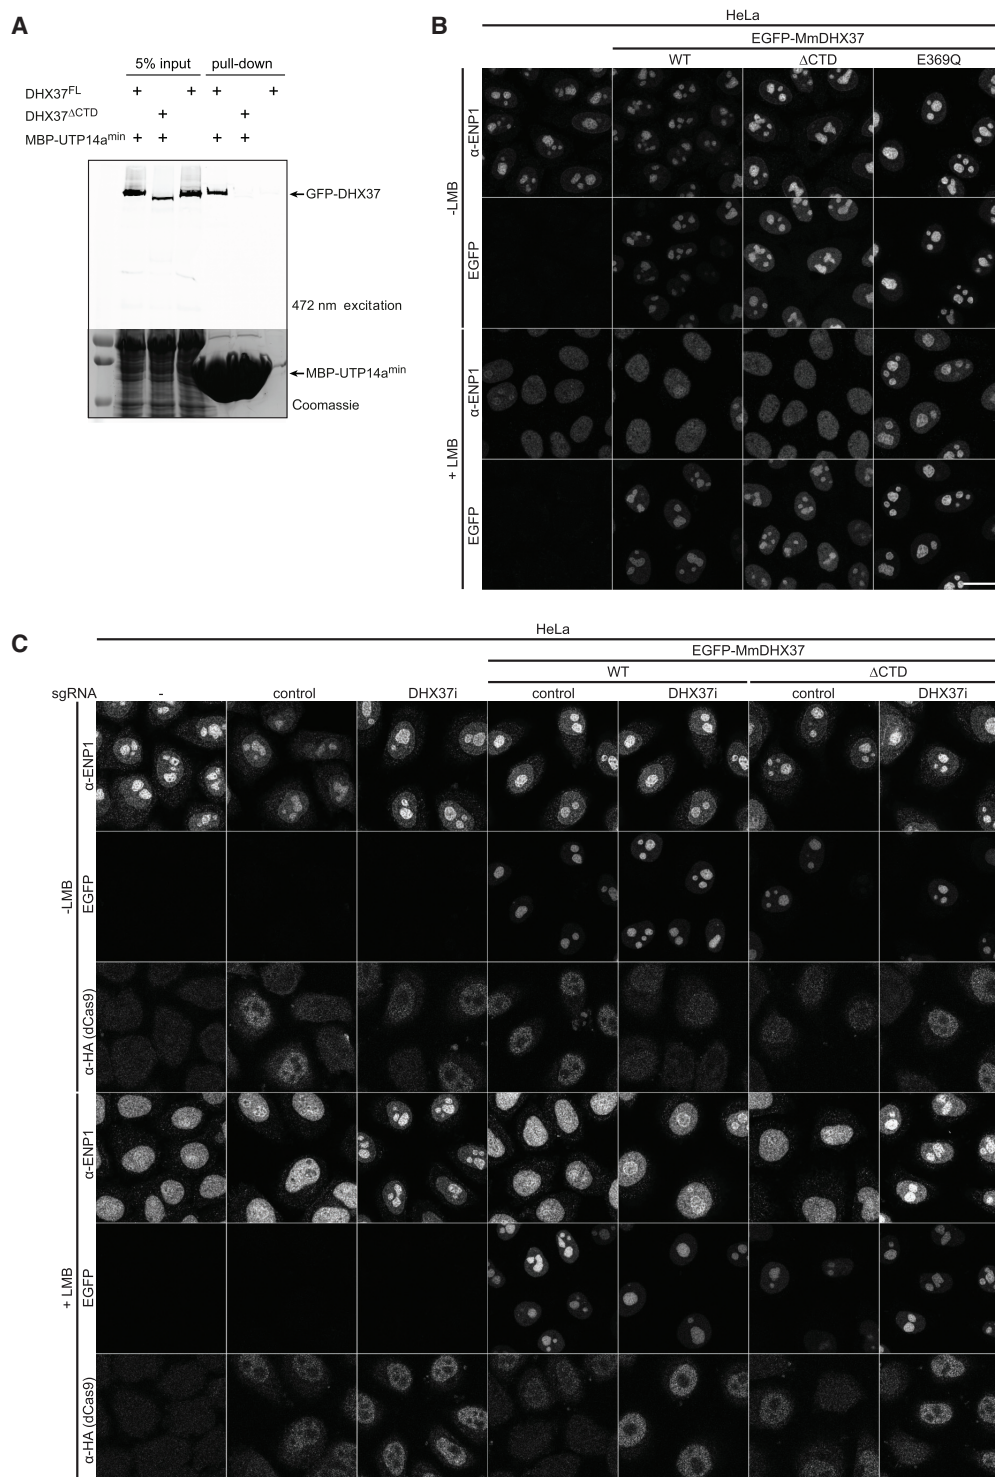 A
5% input pull-down
DHX37FL + + + +
DHX37ΔCTD + +
MBP-UTP14amin + + + +
GFP-DHX37
472 nm excitation
MBP-UTP14amin
Coomassie
B
HeLa
EGFP-MmDHX37
WT ΔCTD E369Q
-LMB
α-ENP1
EGFP
+ LMB
α-ENP1
EGFP
C
HeLa
EGFP-MmDHX37
WT ΔCTD
sgRNA - control DHX37i control DHX37i control DHX37i
-LMB
α-ENP1
EGFP
α-HA (dCas9)
+ LMB
α-ENP1
EGFP
α-HA (dCas9)